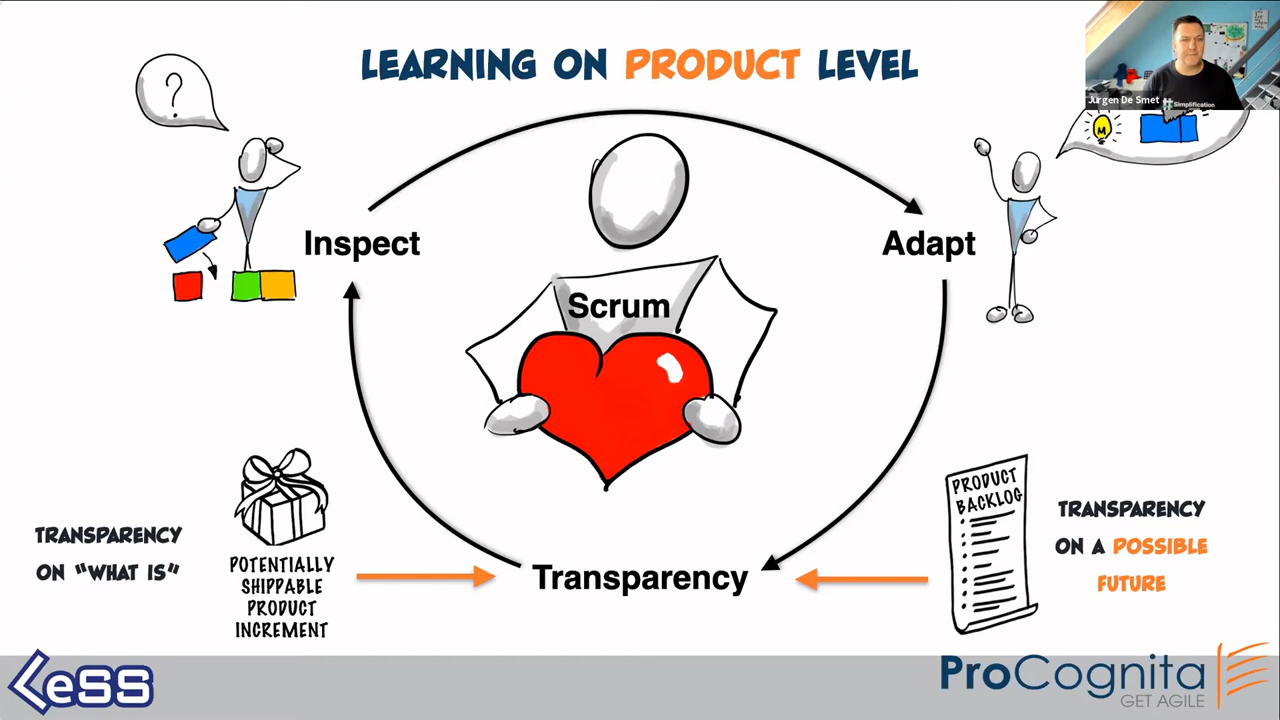 LEARNING ON PRODUCT LEVEL
Jurgen De Smet
Simplification
?
M
Inspect
Adapt
Scrum
PRODUCT
BACKLOG
TRANSPARENCY
ON "WHAT IS"
POTENTIALLY
SHIPPABLE
PRODUCT
INCREMENT
Transparency
TRANSPARENCY
ON A POSSIBLE
FUTURE
LeSS
ProCognita
GET AGILE